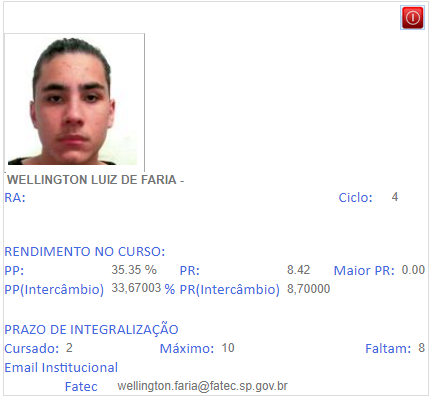 WELLINGTON LUIZ DE FARIA -
RA: Ciclo: 4
RENDIMENTO NO CURSO:
PP: 35.35 % PR: 8.42 Maior PR: 0.00
PP(Intercâmbio) 33,67003 % PR(Intercâmbio) 8,70000
PRAZO DE INTEGRALIZAÇÃO
Cursado: 2 Máximo: 10 Faltam: 8
Email Institucional
Fatec wellington.faria@fatec.sp.gov.br